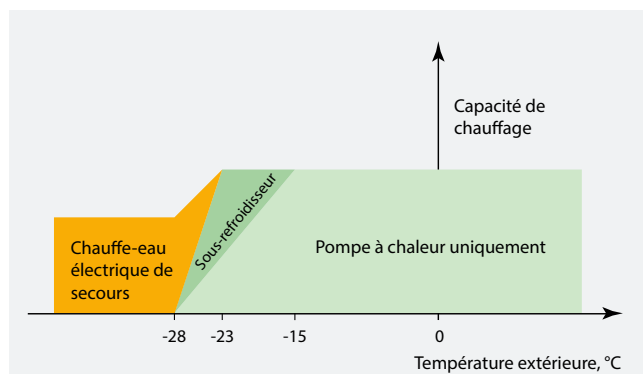 Capacité de
chauffage
Sous-refroidisseur
Chauffe-eau
électrique de
secours
Pompe à chaleur uniquement
-28 -23 -15 0
Température extérieure, °C